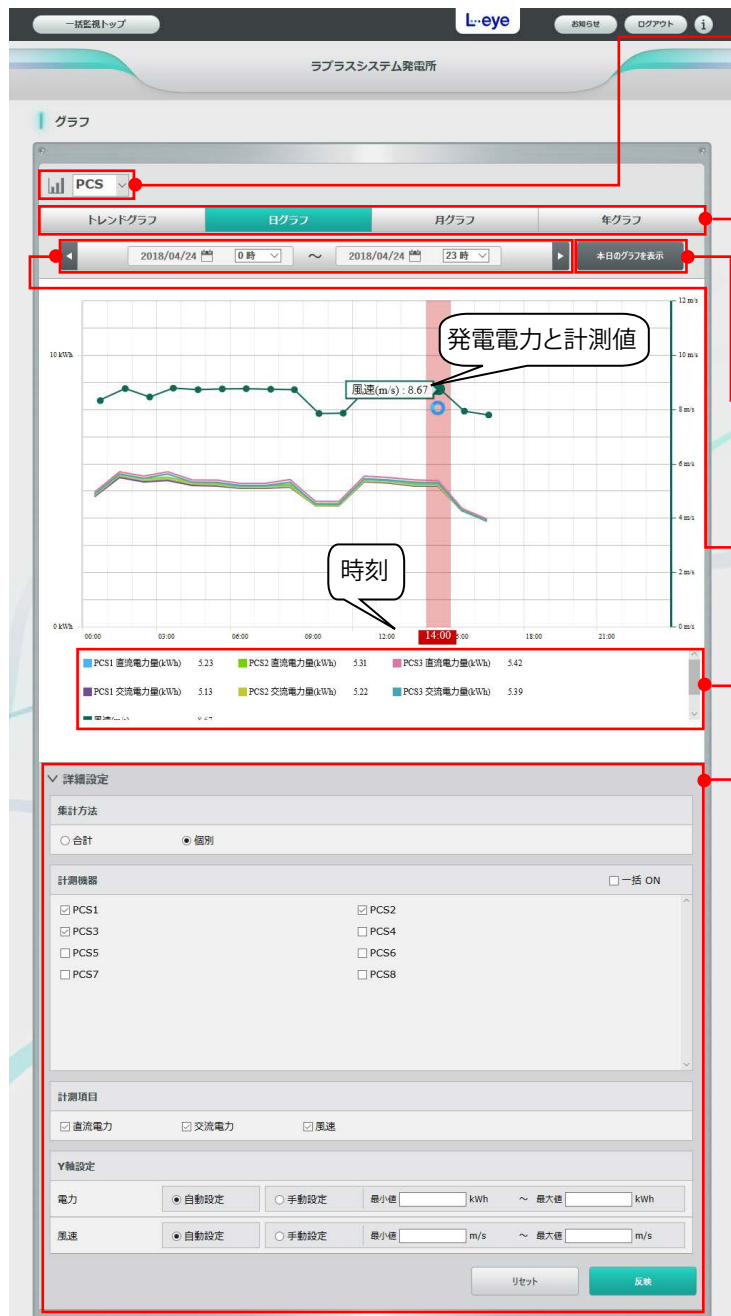 一括監視トップ L·eye お知らせ ログアウト i
ラプラスシステム発電所
グラフ
PCS
トレンドグラフ 日グラフ 月グラフ 年グラフ
2018/04/24 0時 ～ 2018/04/24 23時 本日のグラフを表示
12 m/s
発電電力と計測値
10 kWh 10 m/s
風速(m/s) : 8.67
8 m/s
6 m/s
4 m/s
時刻
2 m/s
0 kWh 0 m/s
00:00 03:00 06:00 09:00 12:00 14:00 5:00 18:00 21:00
PCS1 直流電力量(kWh) 5.23 PCS2 直流電力量(kWh) 5.31 PCS3 直流電力量(kWh) 5.42
PCS1 交流電力量(kWh) 5.13 PCS2 交流電力量(kWh) 5.22 PCS3 交流電力量(kWh) 5.39
風速(m/s) 8.67
詳細設定
集計方法
合計 個別
計測機器 一括 ON
PCS1 PCS2
PCS3 PCS4
PCS5 PCS6
PCS7 PCS8
計測項目
直流電力 交流電力 風速
Y軸設定
電力 自動設定 手動設定 最小値 kWh ～ 最大値 kWh
風速 自動設定 手動設定 最小値 m/s ～ 最大値 m/s
リセット 反映